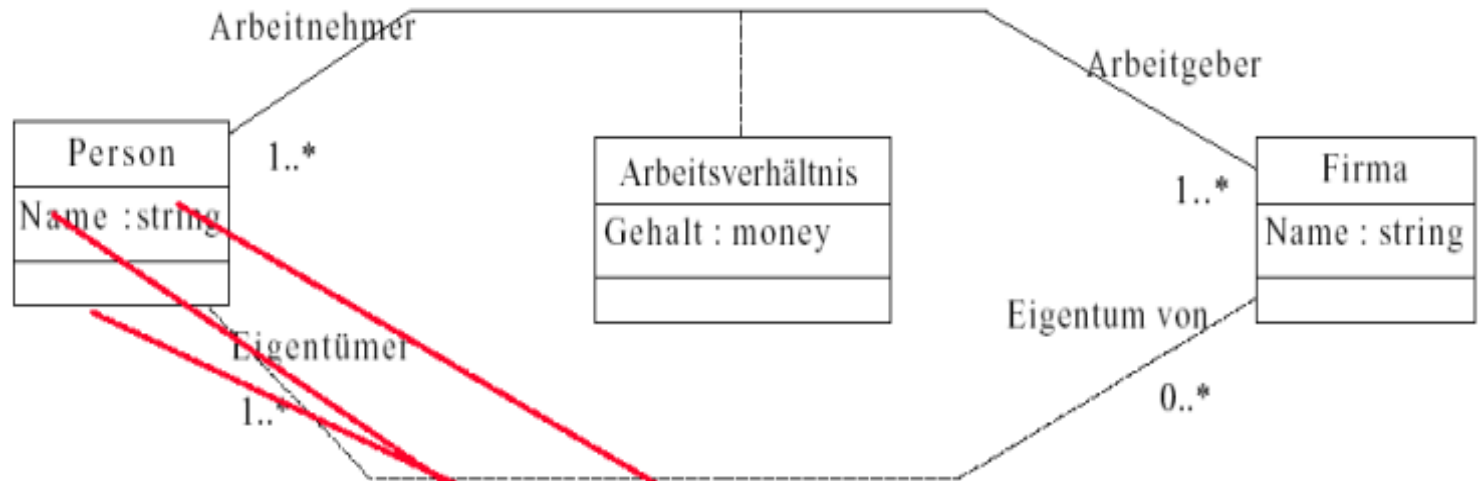 Arbeitnehmer
Arbeitgeber
Person
1..*
Name : string
Arbeitsverhältnis
Gehalt : money
Firma
1..*
Name : string
Eigentümer
1..*
Eigentum von
0..*